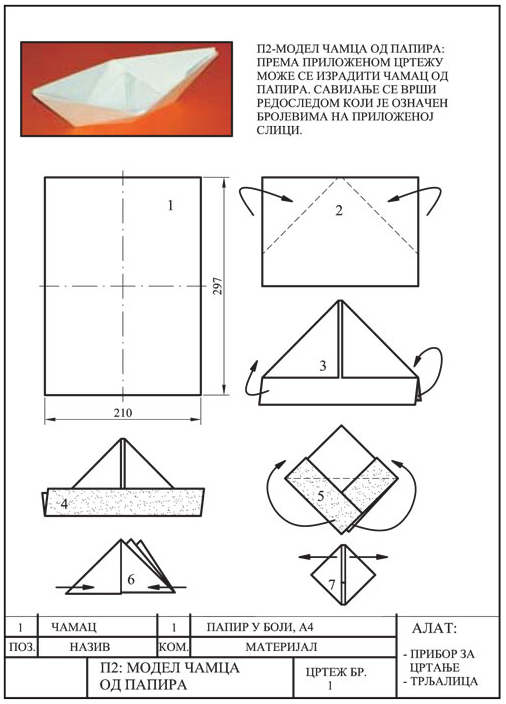 П2-МОДЕЛ ЧАМЦА ОД ПАПИРА:
ПРЕМА ПРИЛОЖЕНОМ ЦРТЕЖУ
МОЖЕ СЕ ИЗРАДИТИ ЧАМАЦ ОД
ПАПИРА. САВИЈАЊЕ СЕ ВРШИ
РЕДОСЛЕДОМ КОЈИ ЈЕ ОЗНАЧЕН
БРОЈЕВИМА НА ПРИЛОЖЕНОЈ
СЛИЦИ.
1
2
297
3
210
4
5
6
7
1 ЧАМАЦ 1 ПАПИР У БОЈИ, А4
ПОЗ. НАЗИВ КОМ. МАТЕРИЈАЛ
П2: МОДЕЛ ЧАМЦА
ОД ПАПИРА
ЦРТЕЖ БР.
1
АЛАТ:
- ПРИБОР ЗА
ЦРТАЊЕ
- ТРЉАЛИЦА